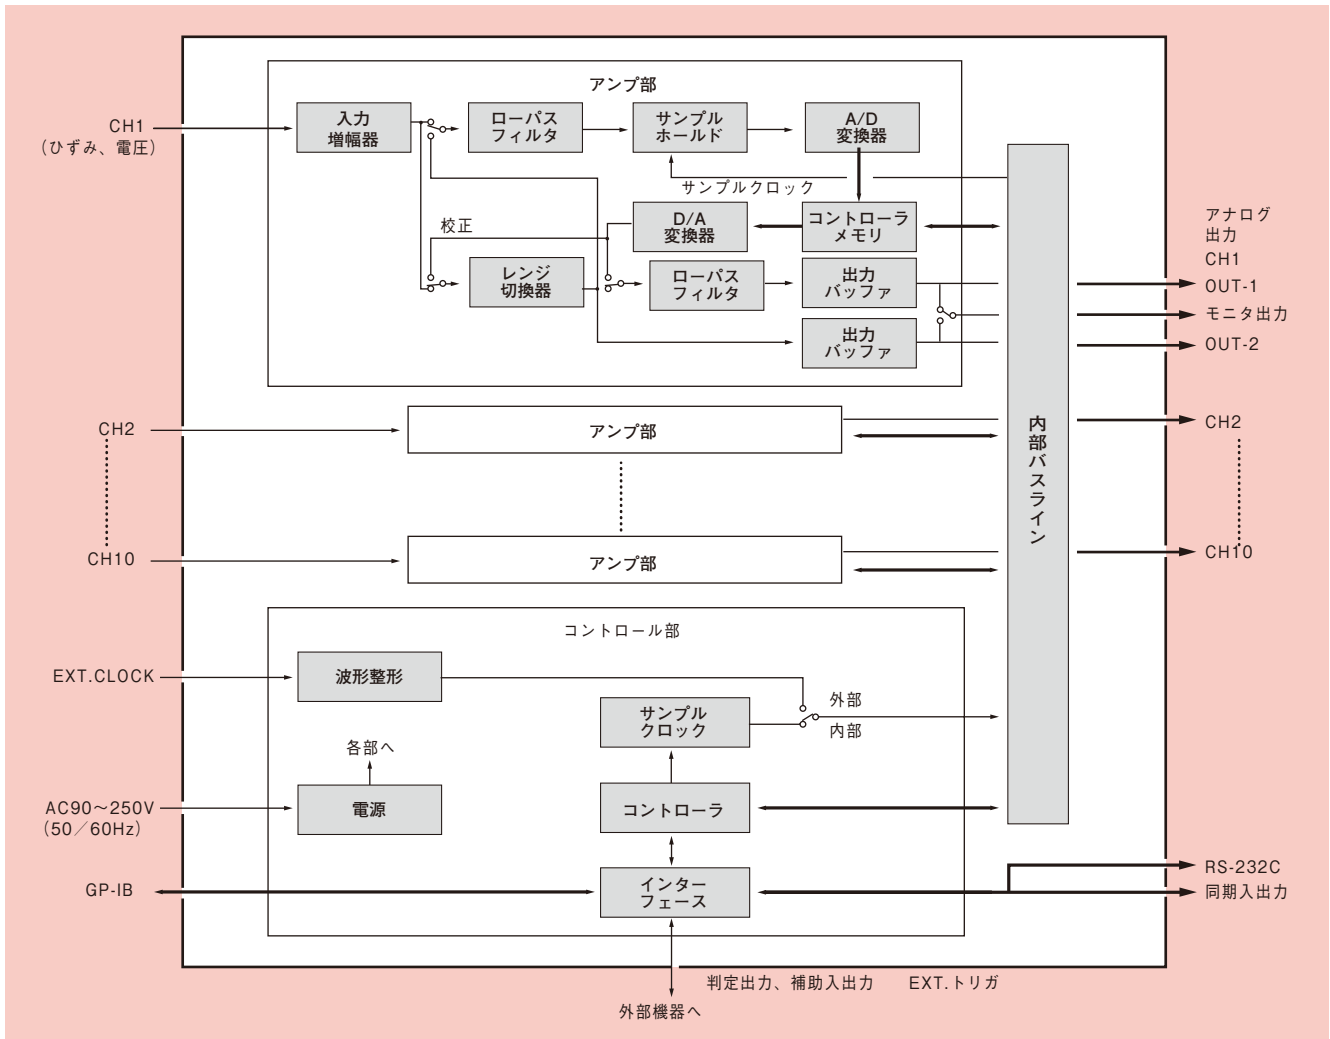 アンプ部
CH1
(ひずみ、電圧)
入力
増幅器
ローパス
フィルタ
サンプル
ホールド
A/D
変換器
サンプルクロック
校正
D/A
変換器
コントローラ
メモリ
レンジ
切換器
ローパス
フィルタ
出力
バッファ
出力
バッファ
アナログ
出力
CH1
OUT-1
モニタ出力
OUT-2
CH2
アンプ部
CH2
CH10
アンプ部
CH10
内部バスライン
コントロール部
EXT.CLOCK
波形整形
サンプル
クロック
外部
内部
各部へ
AC90〜250V
(50/60Hz)
電源
コントローラ
GP-IB
インター
フェース
RS-232C
同期入出力
判定出力、補助入出力 EXT.トリガ
外部機器へ